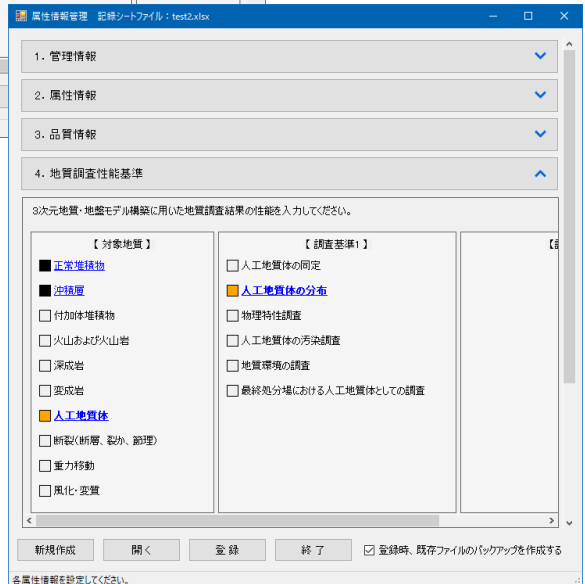 属性情報管理　記録シートファイル：test2.xlsx
1. 管理情報
2. 属性情報
3. 品質情報
4. 地質調査性能基準
3次元地質・地盤モデル構築に用いた地質調査結果の性能を入力してください。
【 対象地質 】
正常堆積物
沖積層
付加体堆積物
火山および火山岩
深成岩
変成岩
人工地質体
断裂(断層、裂か、節理)
重力移動
風化・変質
【 調査基準1 】
人工地質体の同定
人工地質体の分布
物理特性調査
人工地質体の汚染調査
地質環境の調査
最終処分場における人工地質体としての調査
新規作成
開く
登録
終了
登録時、既存ファイルのバックアップを作成する
各属性情報を設定してください。